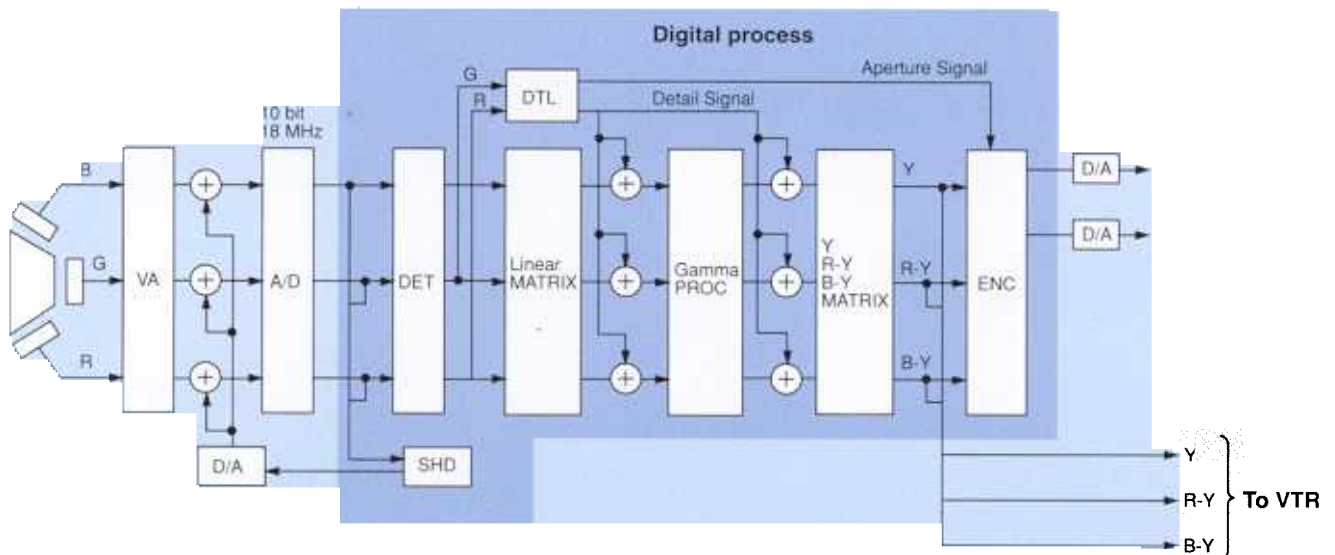 Digital process
Aperture Signal
G
DTL
R
Detail Signal
10 bit
18 MHz
B
Y
D/A
D/A
G
VA
A/D
DET
Linear
MATRIX
Gamma
PROC
Y
R-Y
B-Y
MATRIX
R-Y
ENC
R
B-Y
D/A
SHD
Y
R-Y
To VTR
B-Y